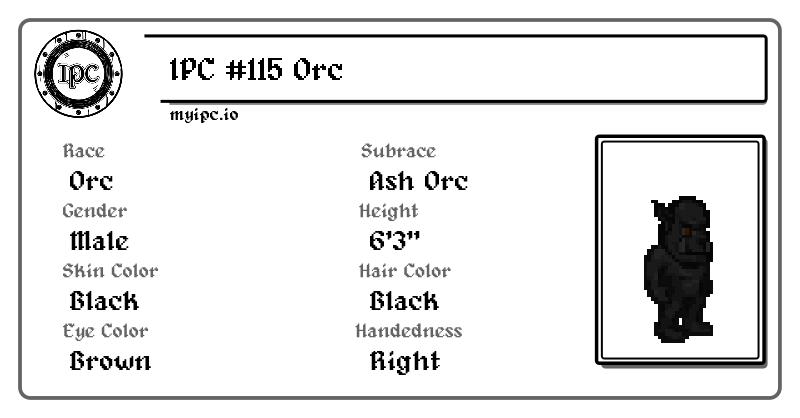 IPC
IPC #115 Orc
myipc.io
Race
Subrace
Orc
Ash Orc
Gender
Height
Male
6'3"
Skin Color
Hair Color
Black
Black
Eye Color
Handedness
Brown
Right